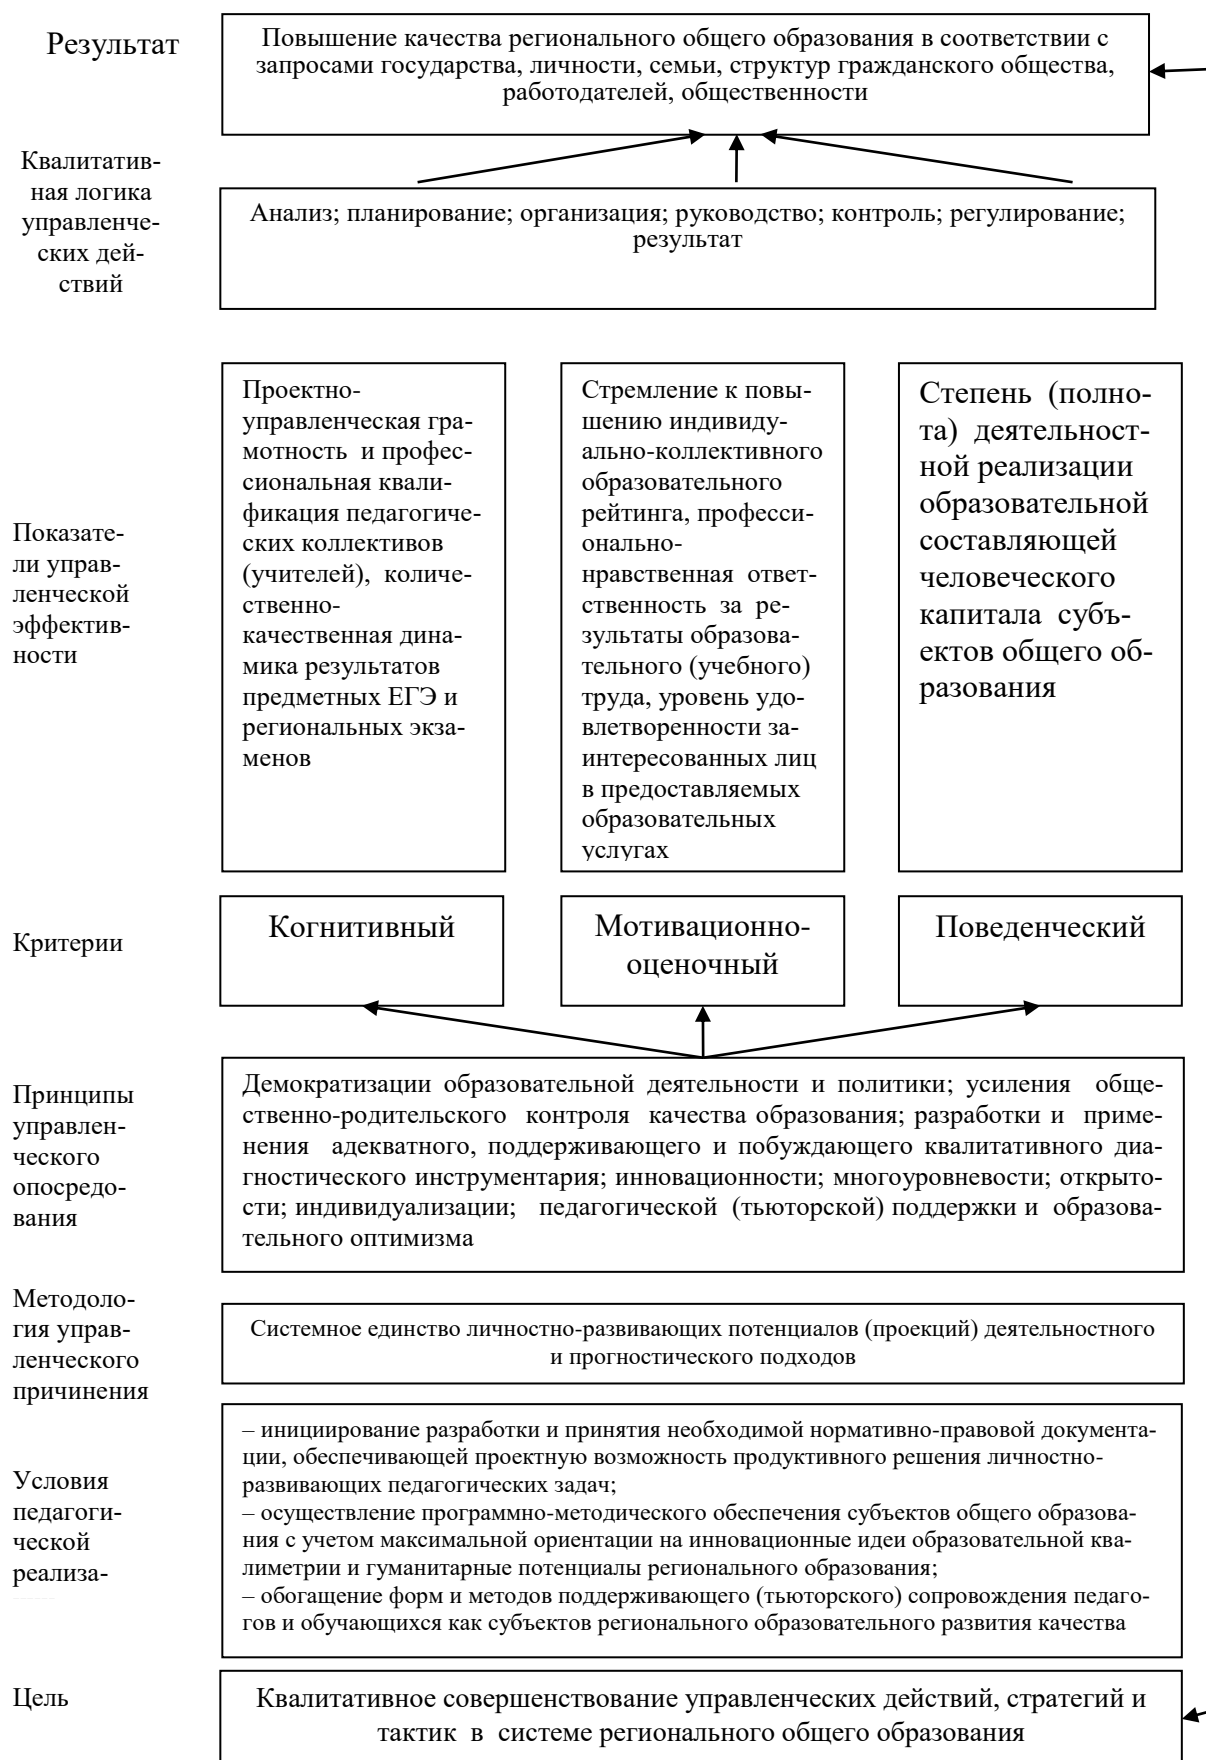 Результат
Повышение качества регионального общего образования в соответствии с
запросами государства, личности, семьи, структур гражданского общества,
работодателей, общественности
Квалитатив-
ная логика
управленче-
ских дей-
ствий
Анализ; планирование; организация; руководство; контроль; регулирование;
результат
Показате-
ли управ-
ленческой
эффектив-
ности
Проектно-
управленческая гра-
мотность и профес-
сиональная квали-
фикация педагогиче-
ских коллективов
(учителей), количе-
ственно-
качественная дина-
мика результатов
предметных ЕГЭ и
региональных экза-
менов
Стремление к повы-
шению индивиду-
ально-коллективного
образовательного
рейтинга, професси-
онально-
нравственная ответ-
ственность за ре-
зультаты образова-
тельного (учебного)
труда, уровень удо-
влетворенности за-
интересованных лиц
в предоставляемых
образовательных
услугах
Степень (полно-
та) деятельност-
ной реализации
образовательной
составляющей
человеческого
капитала субъ-
ектов общего об-
разования
Критерии
Когнитивный
Мотивационно-
оценочный
Поведенческий
Принципы
управлен-
ческого
опосредо-
вания
Демократизации образовательной деятельности и политики; усиления обще-
ственно-родительского контроля качества образования; разработки и приме-
нения адекватного, поддерживающего и побуждающего квалитативного диа-
гностического инструментария; инновационности; многоуровневости; открыто-
сти; индивидуализации; педагогической (тьюторской) поддержки и образова-
тельного оптимизма
Методоло-
гия управ-
ленческого
причинения
Системное единство личностно-развивающих потенциалов (проекций) деятельностного
и прогностического подходов
Условия
педагоги-
ческой
реализа-
– инициирование разработки и принятия необходимой нормативно-правовой документа-
ции, обеспечивающей проектную возможность продуктивного решения личностно-
развивающих педагогических задач;
– осуществление программно-методического обеспечения субъектов общего образова-
ния с учетом максимальной ориентации на инновационные идеи образовательной ква-
лиметрии и гуманитарные потенциалы регионального образования;
– обогащение форм и методов поддерживающего (тьюторского) сопровождения педаго-
гов и обучающихся как субъектов регионального образовательного развития качества
Цель
Квалитативное совершенствование управленческих действий, стратегий и
тактик в системе регионального общего образования